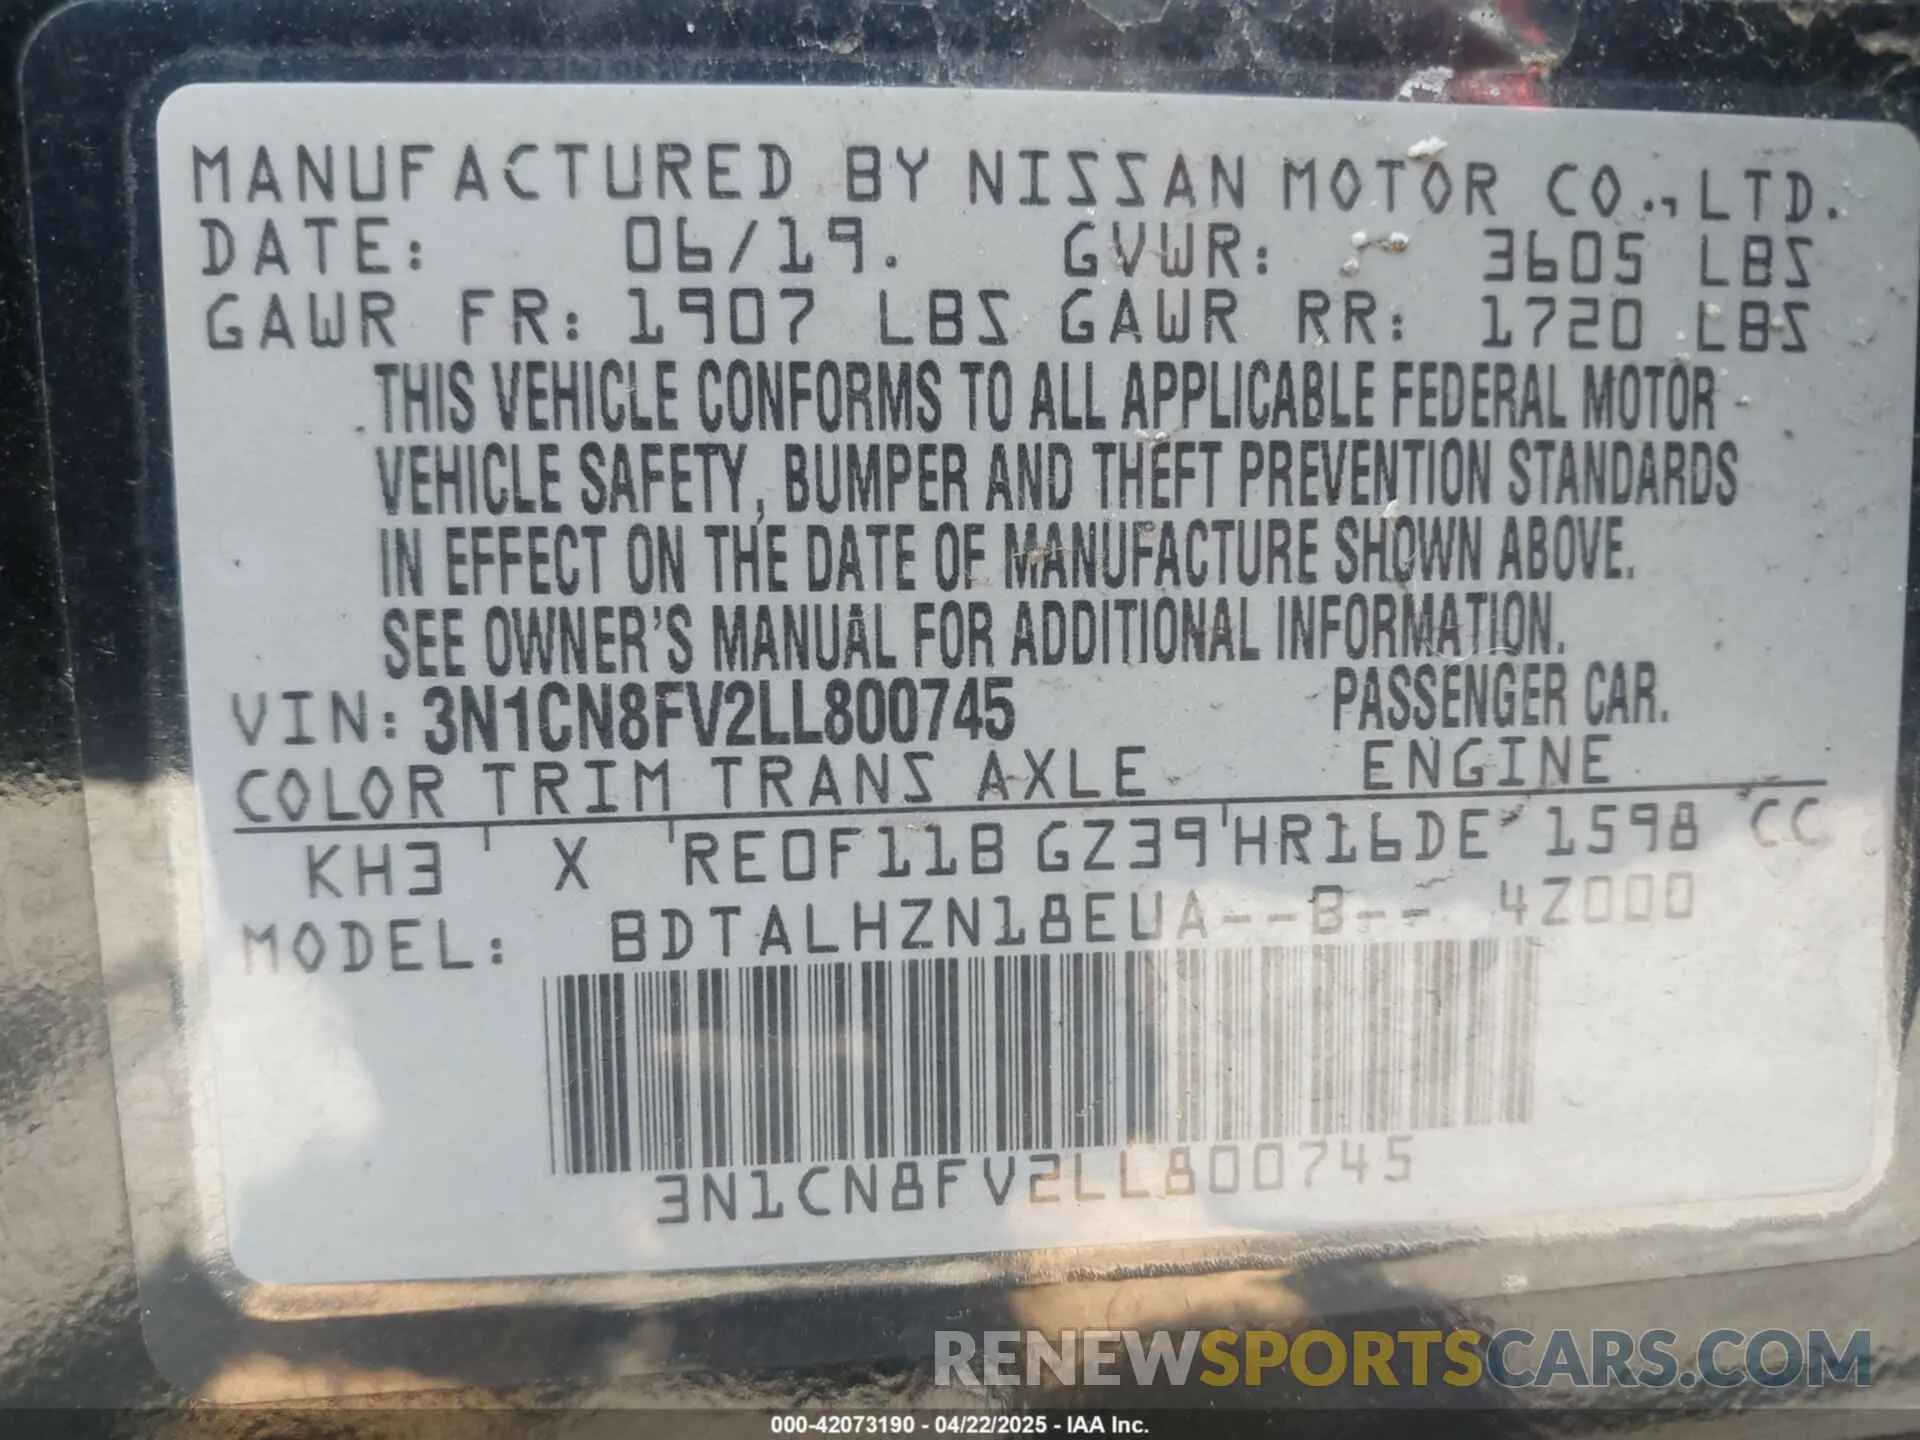 MANUFACTURED BY NISSAN MOTOR CO., LTD.
DATE: 06/19. GVWR: 3605 LBS
GAWR FR: 1907 LBS GAWR RR: 1720 LBS
THIS VEHICLE CONFORMS TO ALL APPLICABLE FEDERAL MOTOR
VEHICLE SAFETY, BUMPER AND THEFT PREVENTION STANDARDS
IN EFFECT ON THE DATE OF MANUFACTURE SHOWN ABOVE.
SEE OWNER'S MANUAL FOR ADDITIONAL INFORMATION.
VIN: 3N1CN8FV2LL800745 PASSENGER CAR.
COLOR TRIM TRANS AXLE ENGINE
KH3 X RE0F11B GZ39 HR16DE 1598 CC
MODEL: BDTALHZN18EUA--B-- 4Z000
3N1CN8FV2LL800745
RENEWSPORTSCARS.COM
000-42073190 - 04/22/2025 - IAA Inc.